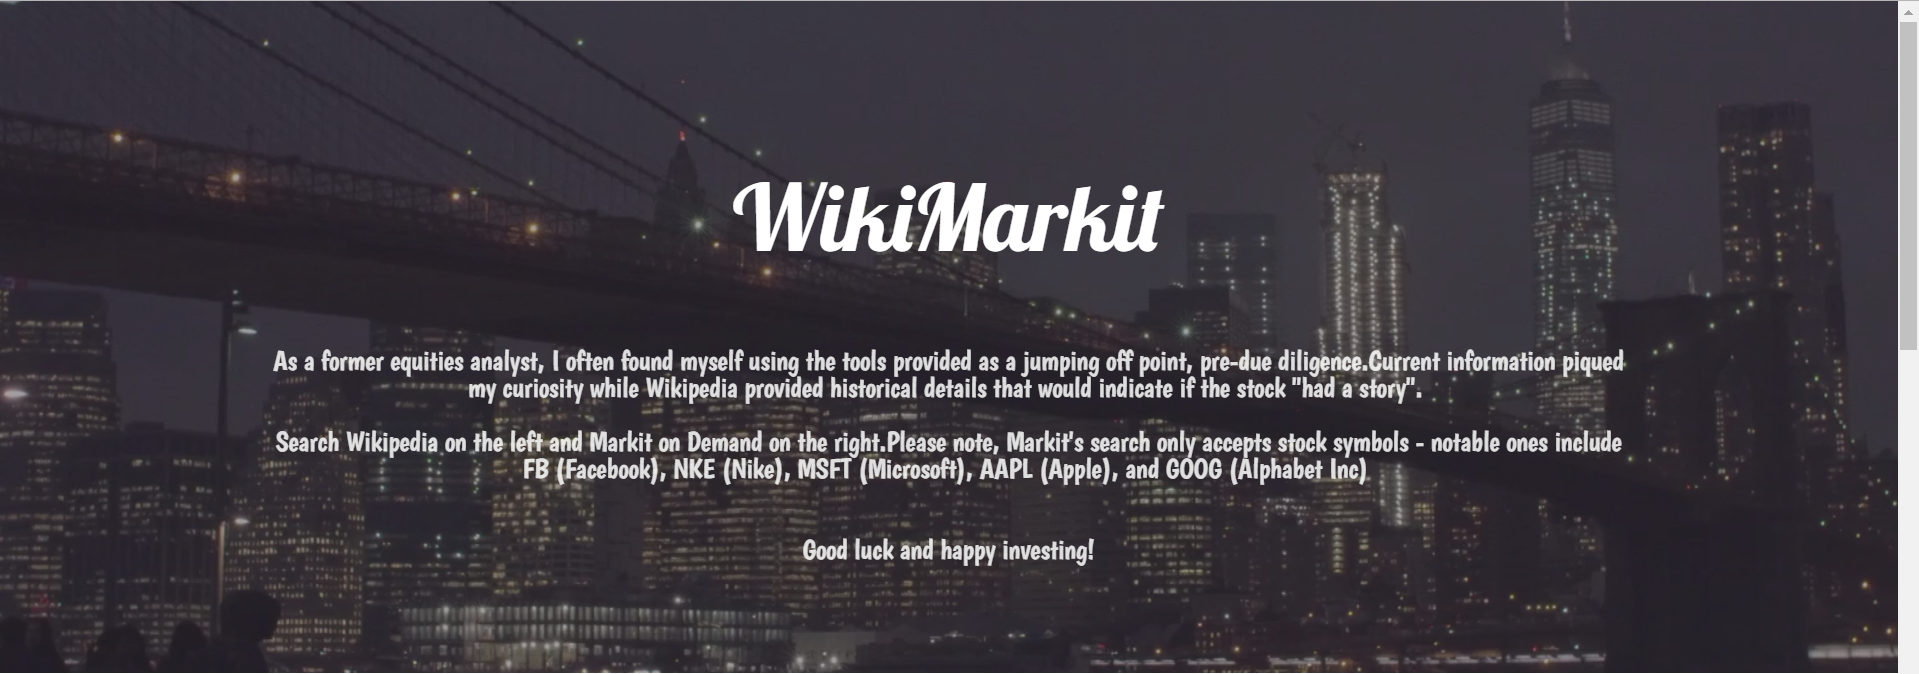 WikiMarkit
As a former equities analyst, I often found myself using the tools provided as a jumping off point, pre-due diligence.Current information piqued
my curiosity while Wikipedia provided historical details that would indicate if the stock "had a story".
Search Wikipedia on the left and Markit on Demand on the right.Please note, Markit's search only accepts stock symbols - notable ones include
FB (Facebook), NKE (Nike), MSFT (Microsoft), AAPL (Apple), and GOOG (Alphabet Inc)
Good luck and happy investing!